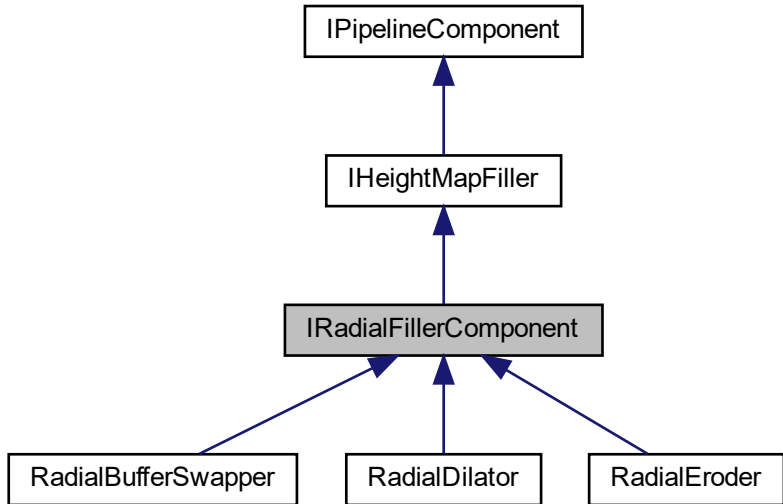 IPipelineComponent
IHeightMapFiller
IRadialFillerComponent
RadialBufferSwapper
RadialDilator
RadialEroder